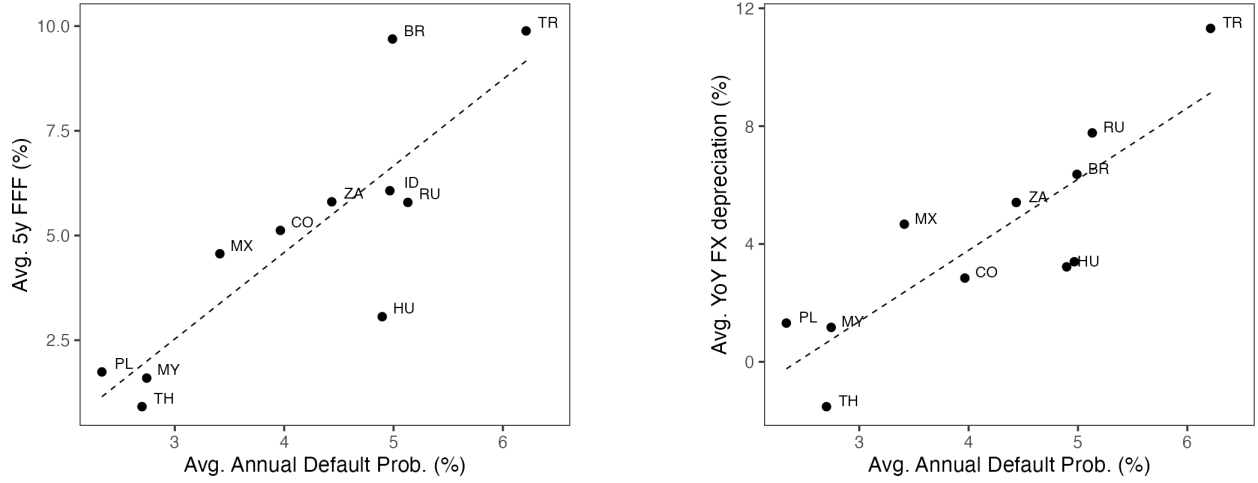 10.0
7.5
5.0
2.5
Avg. 5y FFF (%)
TR
BR
ID
ZA
RU
CO
MX
HU
PL
MY
TH
3 4 5 6
Avg. Annual Default Prob. (%)
12
8
4
0
Avg. YoY FX depreciation (%)
TR
RU
BR
ZA
MX
HU
CO
PL
MY
TH
3 4 5 6
Avg. Annual Default Prob. (%)